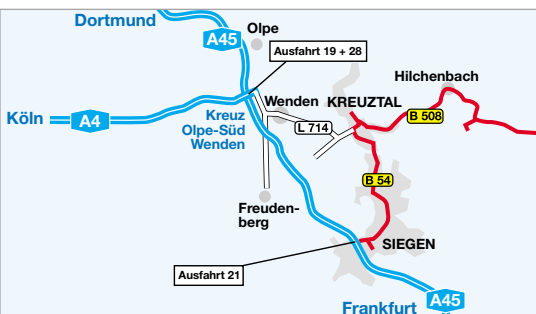 Dortmund
A45
Olpe
Ausfahrt 19 + 28
Hilchenbach
Köln
A4
Kreuz
Olpe-Süd
Wenden
Wenden
KREUZTAL
L 714
B 508
B 54
Freuden-
berg
SIEGEN
Ausfahrt 21
Frankfurt
A45